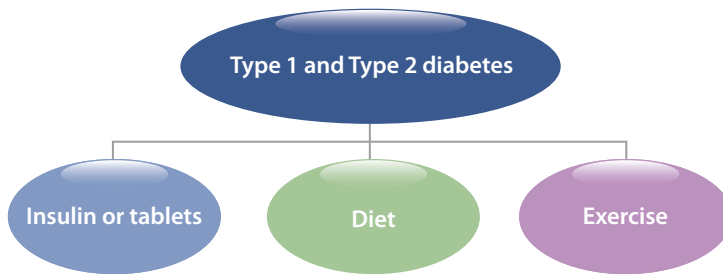 Type 1 and Type 2 diabetes
Insulin or tablets
Diet
Exercise